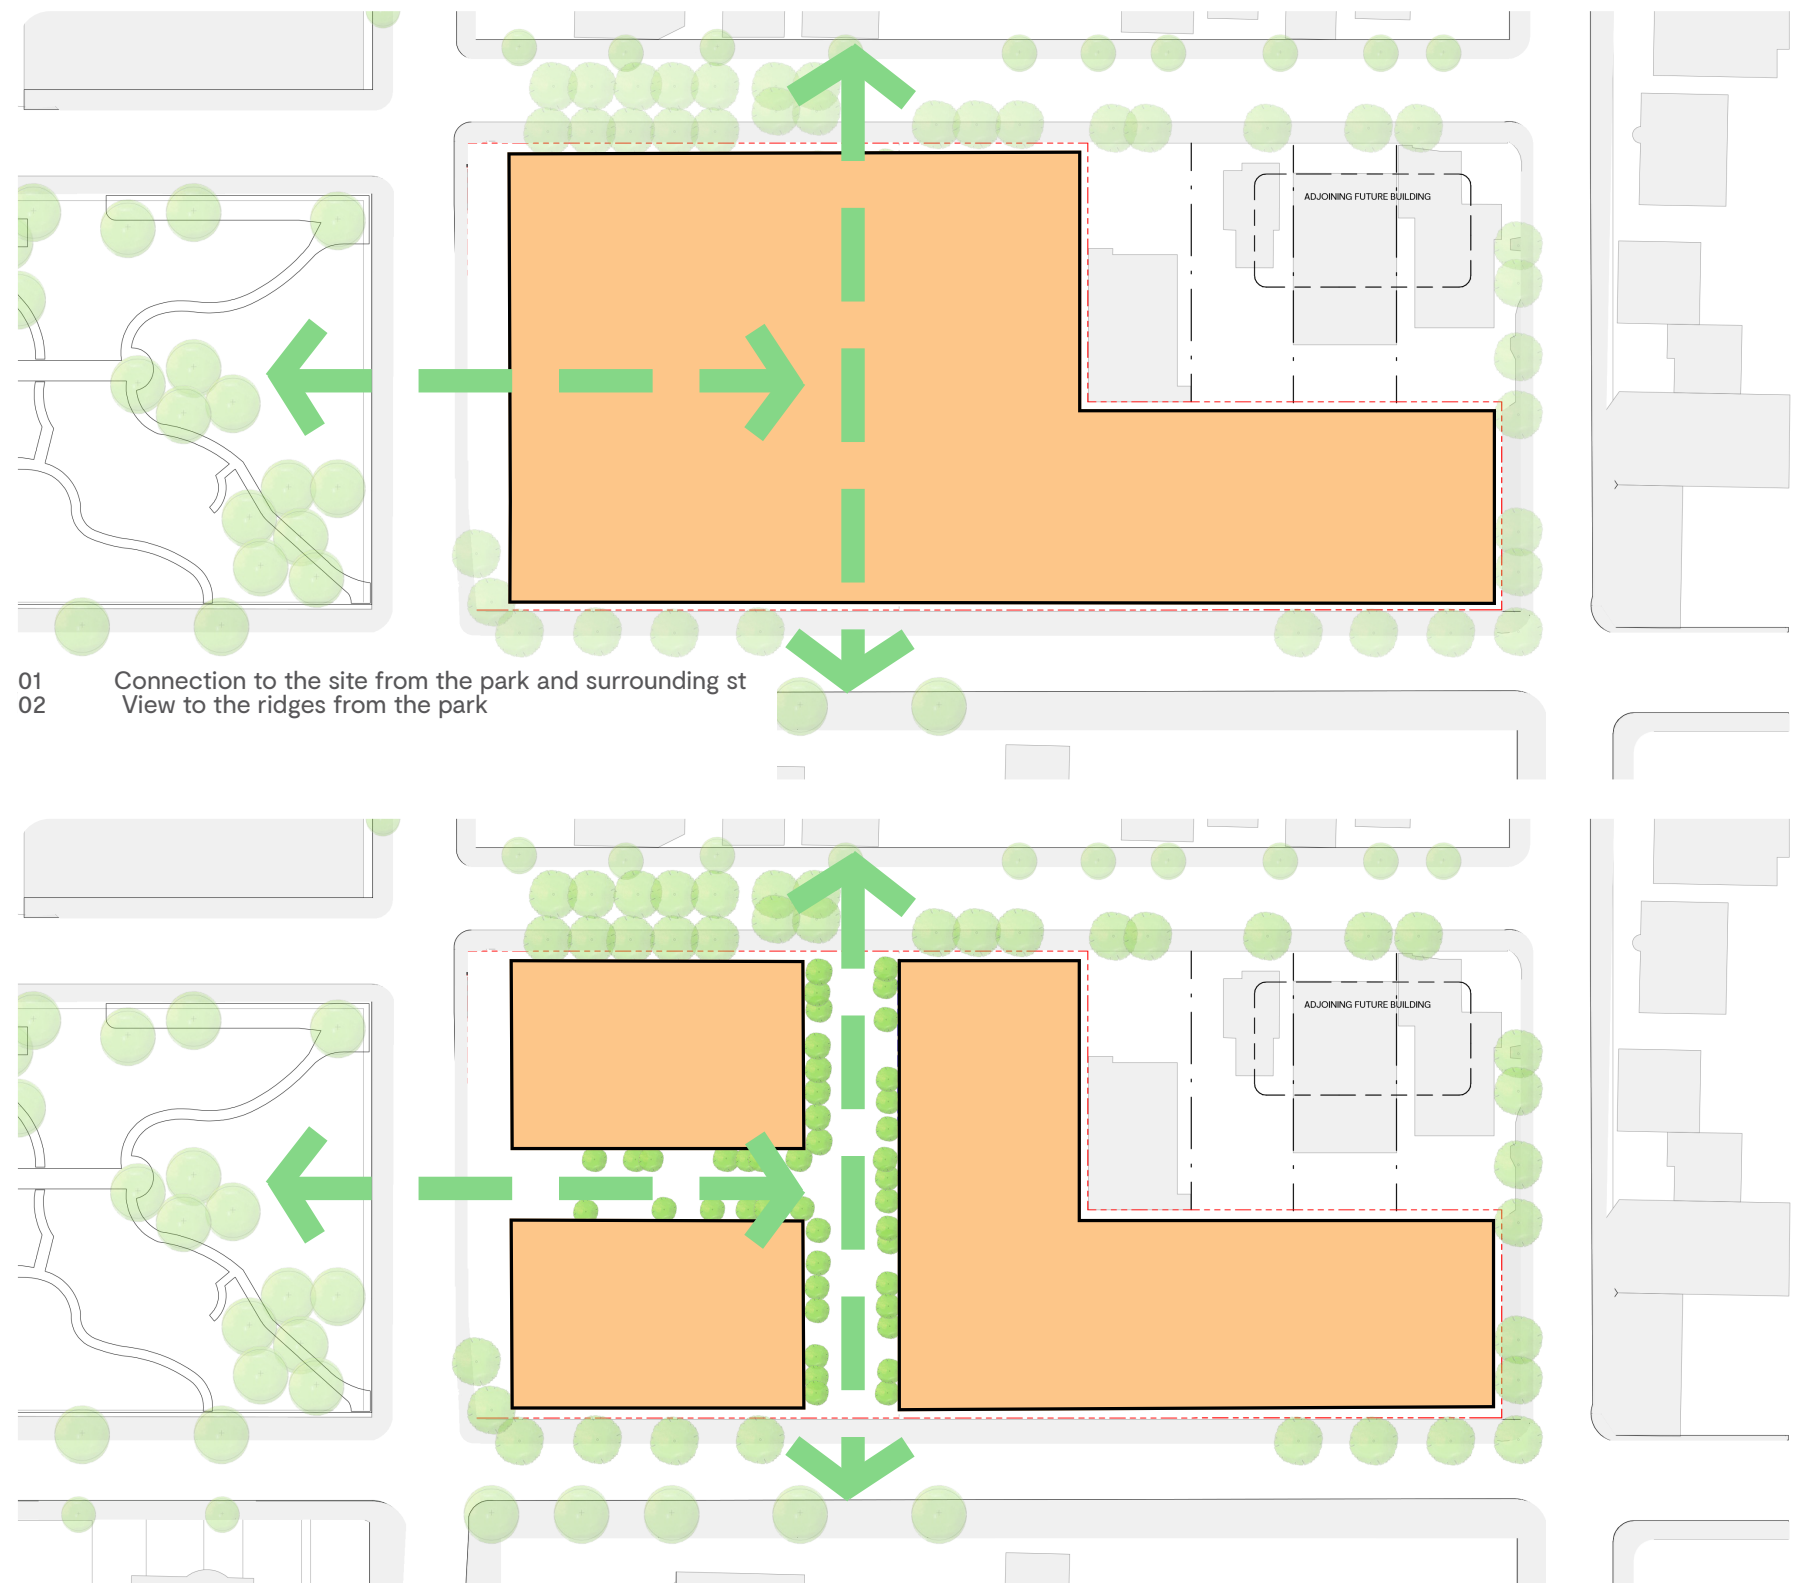 ADJOINING FUTURE BUILDING
01 Connection to the site from the park and surrounding st
02 View to the ridges from the park
ADJOINING FUTURE BUILDING